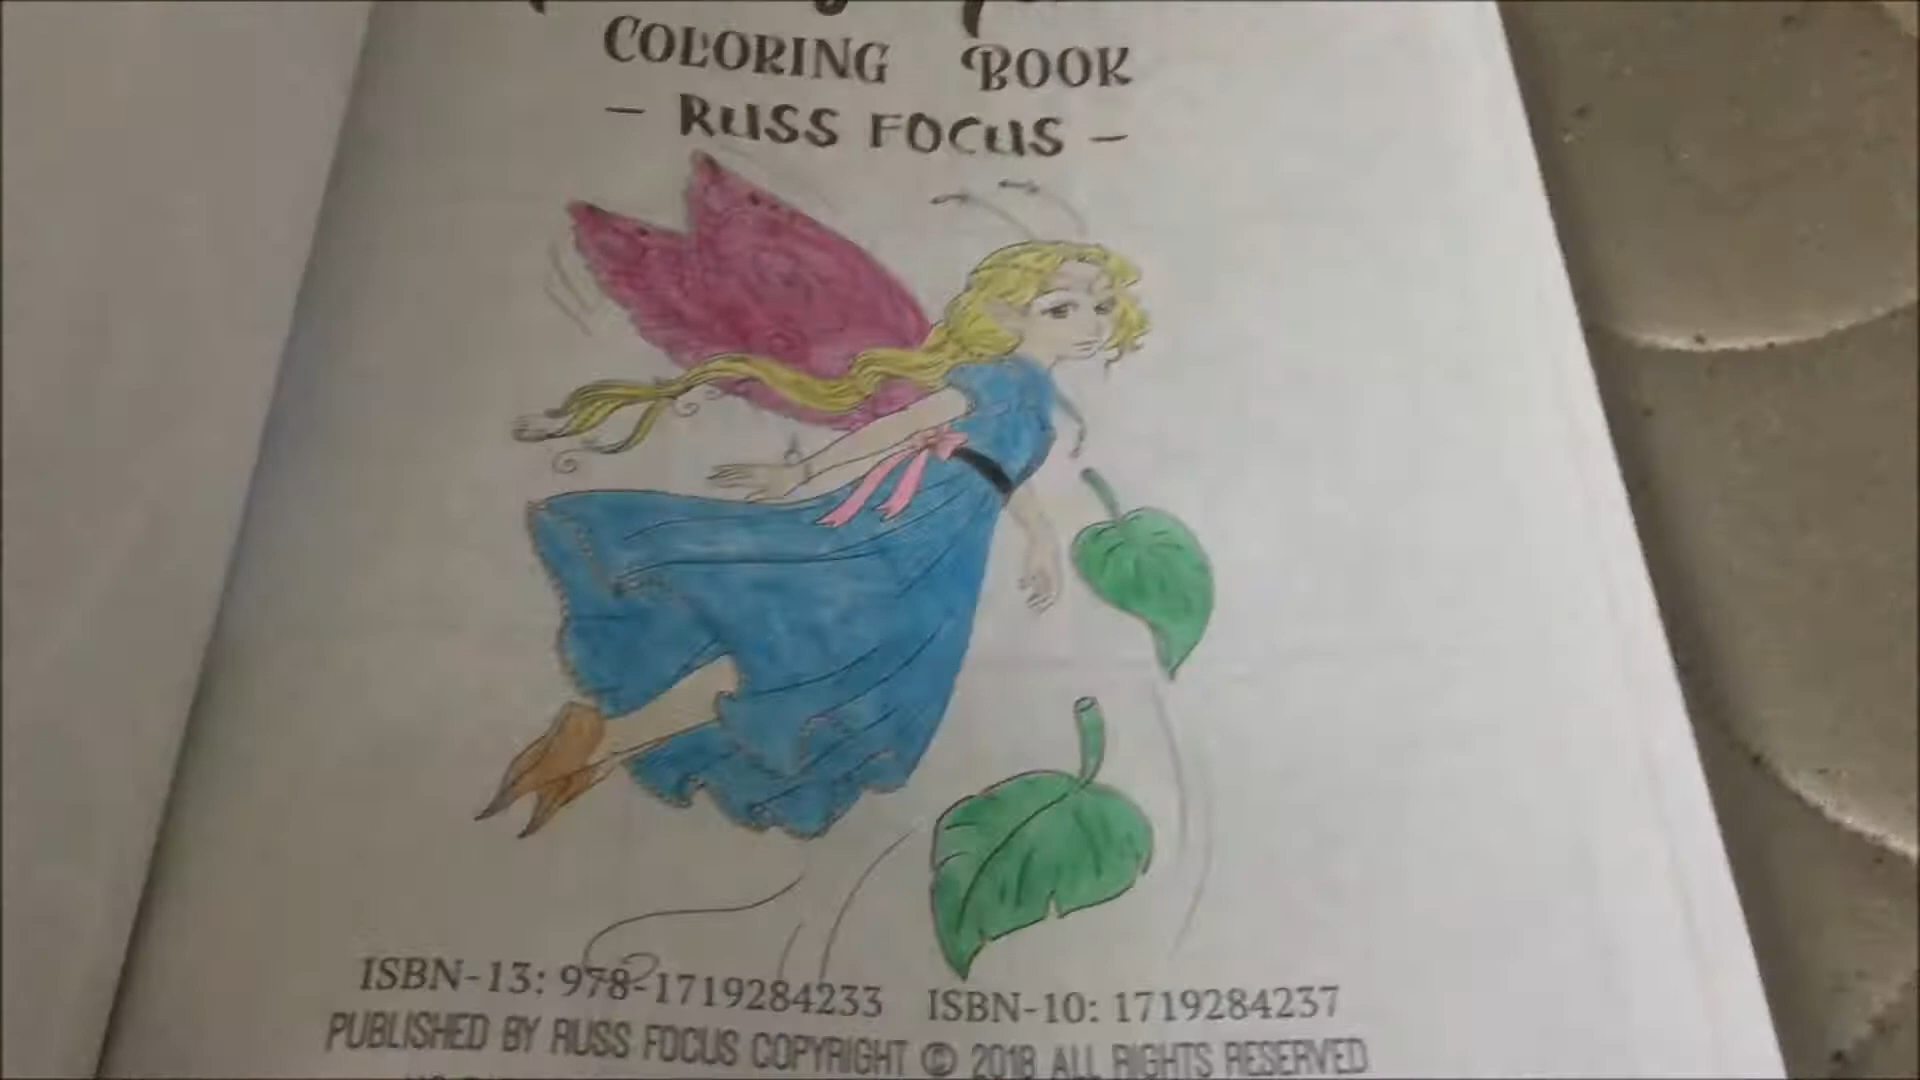 COLORING BOOK
- RUSS FOCUS -
ISBN-13: 978-1719284233 ISBN-10: 1719284237
PUBLISHED BY RUSS FOCUS COPYRIGHT © 2018 ALL RIGHTS RESERVED